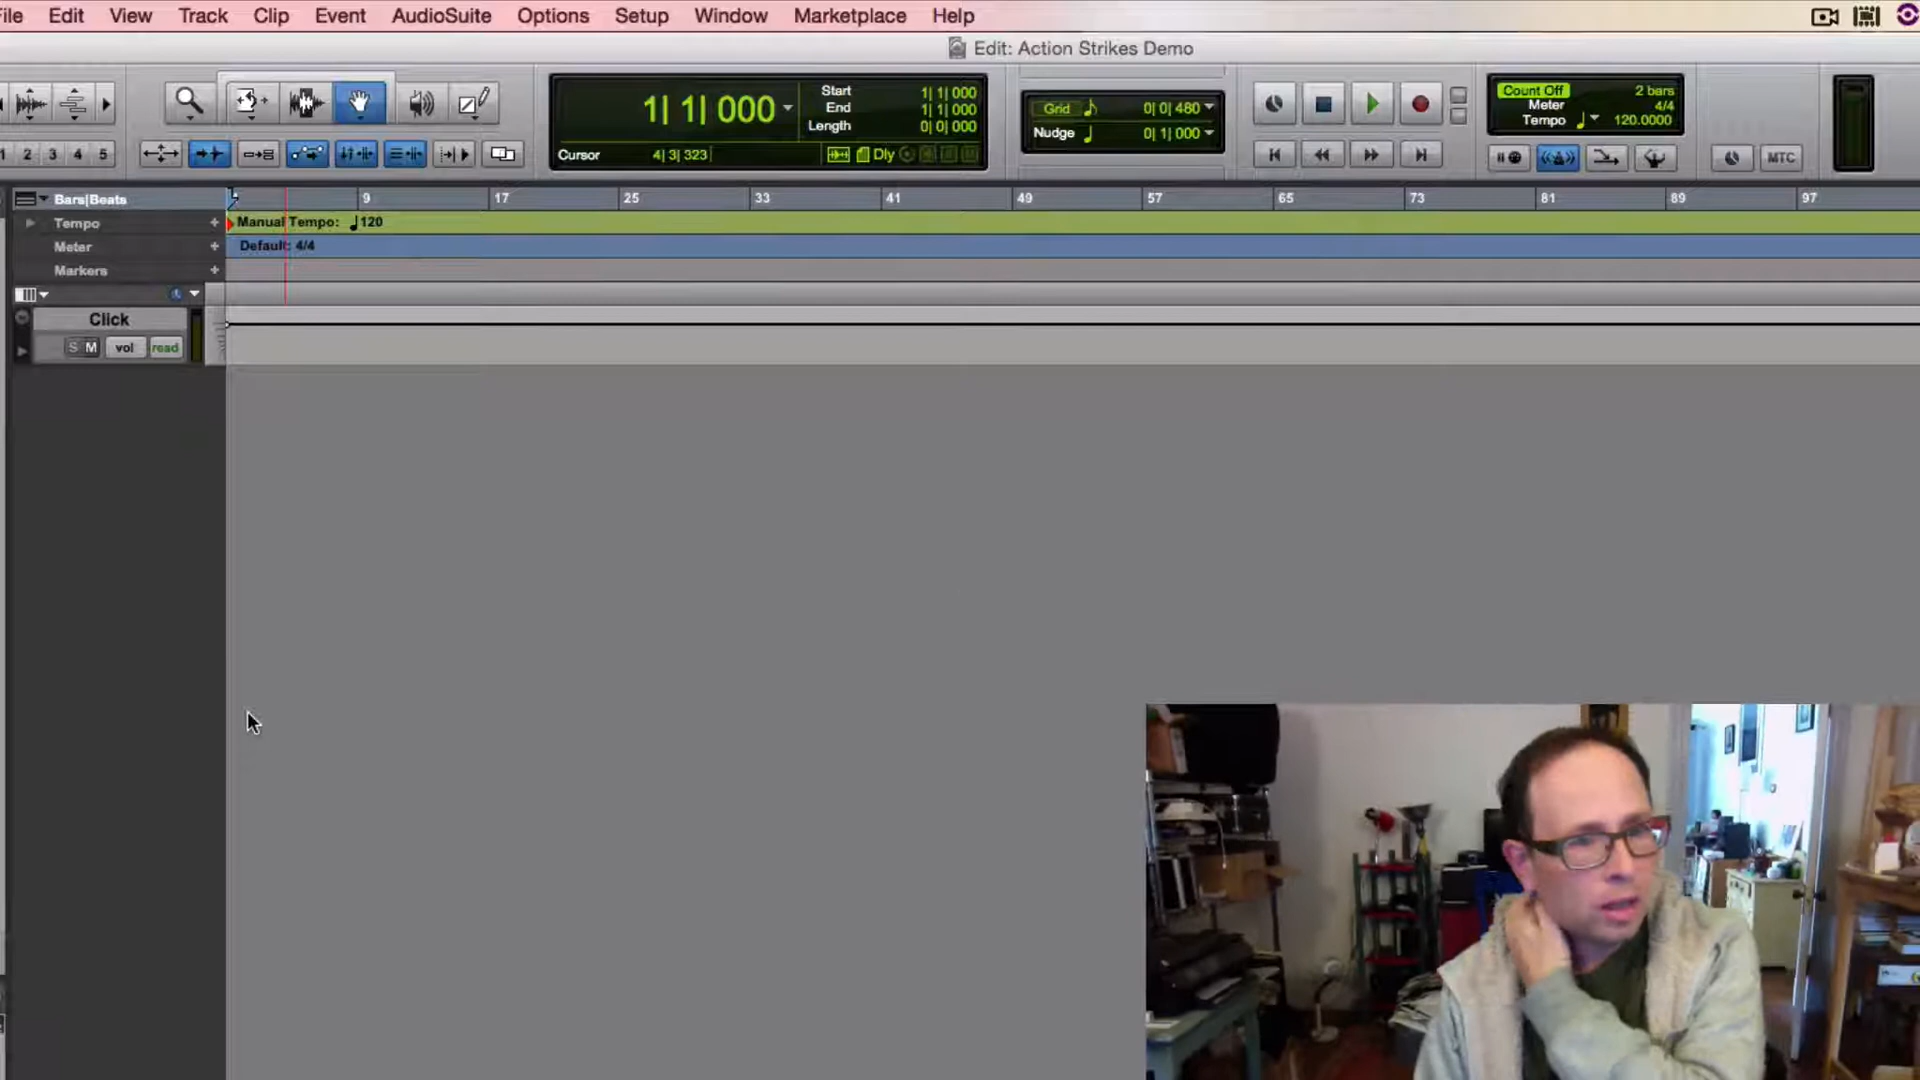 File Edit View Track Clip Event AudioSuite Options Setup Window Marketplace Help
Edit: Action Strikes Demo
1| 1| 000
Start 1| 1| 000
End 1| 1| 000
Length 0| 0| 000
Cursor 4| 3| 323
Dly
Grid 0| 0| 480
Nudge 0| 1| 000
Count Off 2 bars
Meter 4/4
Tempo 120.0000
1 2 3 4 5
MTC
Bars|Beats 9 17 25 33 41 49 57 65 73 81 89 97
Tempo Manual Tempo: 120
Meter Default: 4/4
Markers
Click
S M vol read